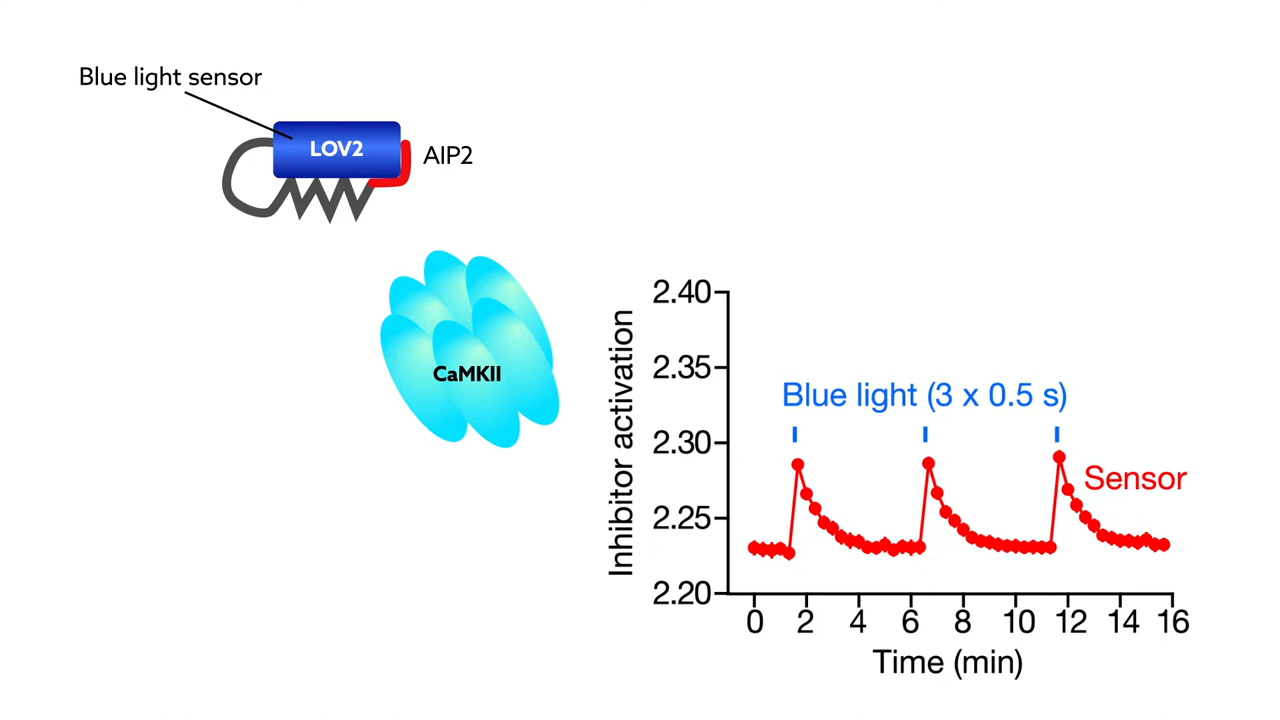 Blue light sensor
LOV2
AIP2
CaMKII
Inhibitor activation
2.40
2.35
2.30
2.25
2.20
Blue light (3 x 0.5 s)
Sensor
0 2 4 6 8 10 12 14 16
Time (min)